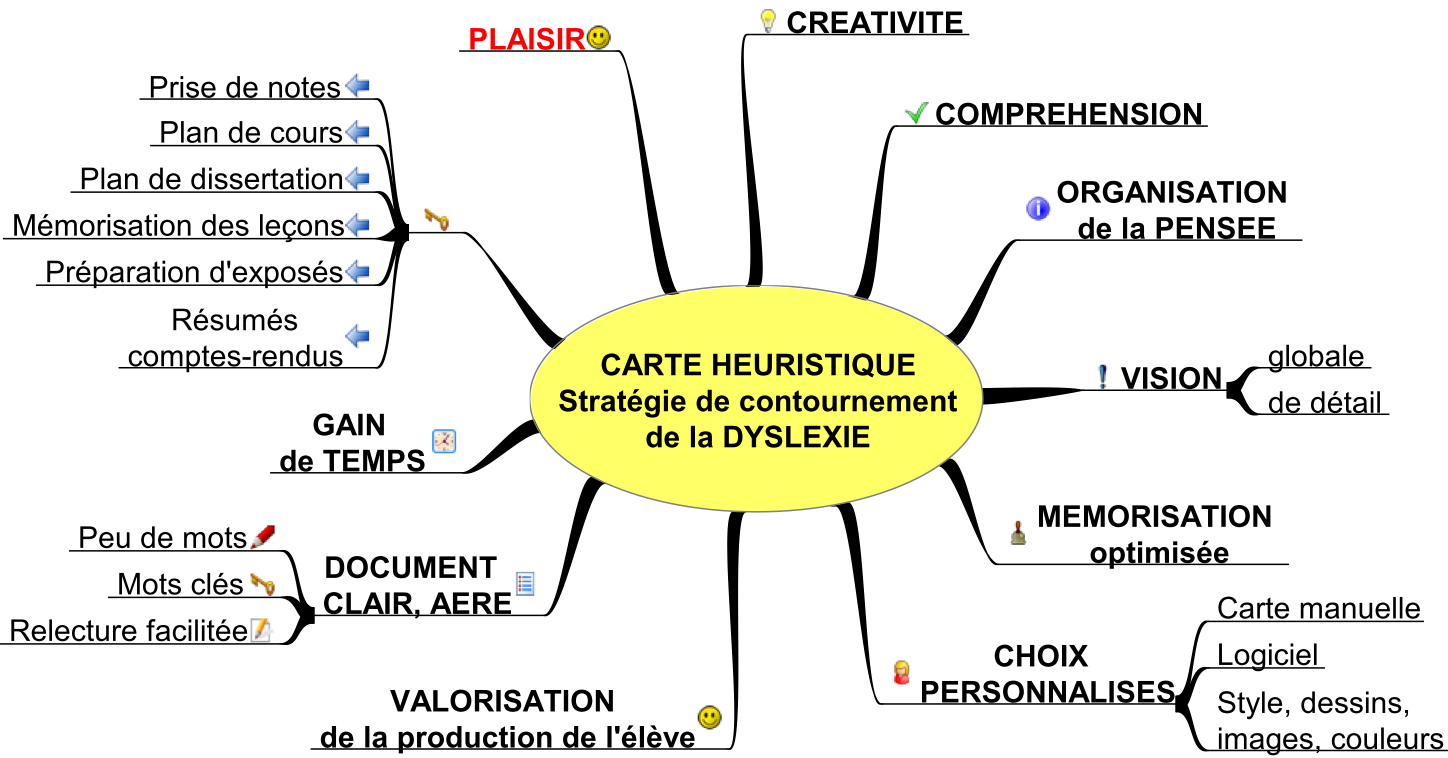 CARTE HEURISTIQUE
Stratégie de contournement
de la DYSLEXIE
CREATIVITE
COMPREHENSION
ORGANISATION
de la PENSEE
VISION
globale
de détail
MEMORISATION
optimisée
CHOIX
PERSONNALISES
Carte manuelle
Logiciel
Style, dessins,
images, couleurs
PLAISIR
Prise de notes
Plan de cours
Plan de dissertation
Mémorisation des leçons
Préparation d'exposés
Résumés
comptes-rendus
GAIN
de TEMPS
DOCUMENT
CLAIR, AERE
Peu de mots
Mots clés
Relecture facilitée
VALORISATION
de la production de l'élève